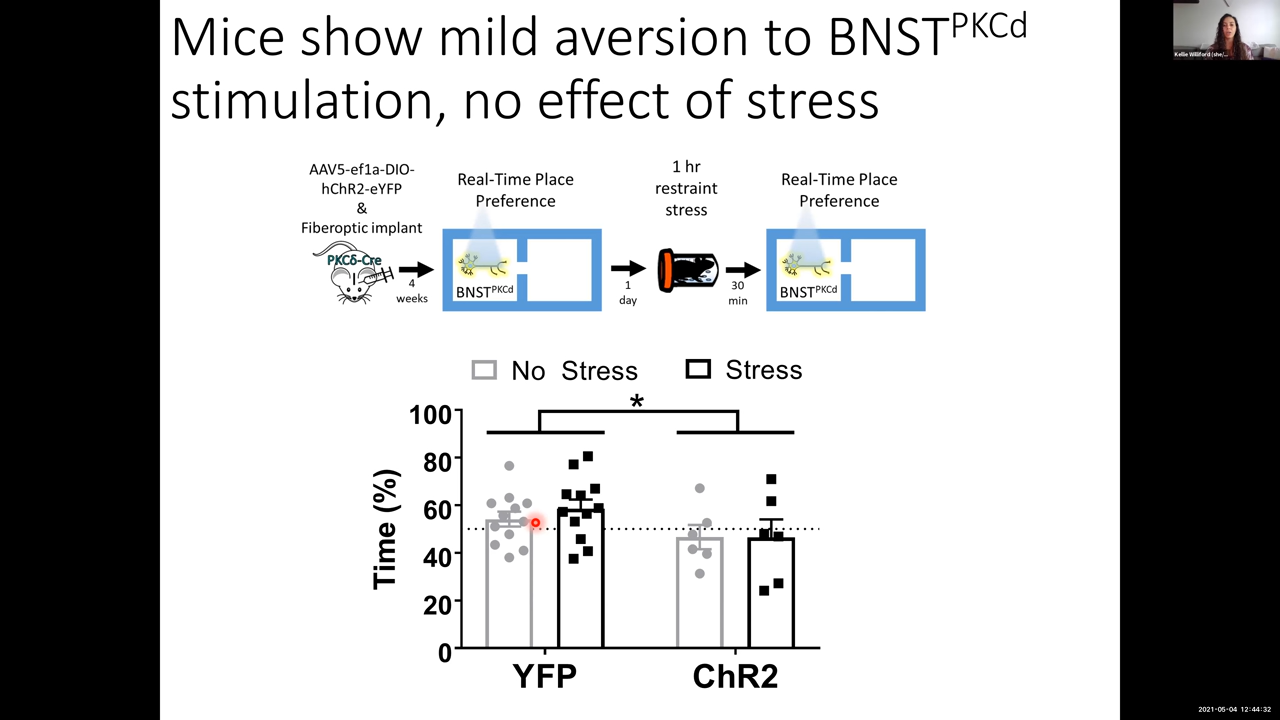 Mice show mild aversion to BNSTPKCd
stimulation, no effect of stress
AAV5-ef1a-DIO-
hChR2-eYFP
&
Fiberoptic implant
PKCδ-Cre
4
weeks
Real-Time Place
Preference
BNSTPKCd
1
day
1 hr
restraint
stress
30
min
Real-Time Place
Preference
BNSTPKCd
No Stress
Stress
*
Time (%)
100
80
60
40
20
0
YFP
ChR2
Kellie Williford (she/...
2021-05-04 12:44:32